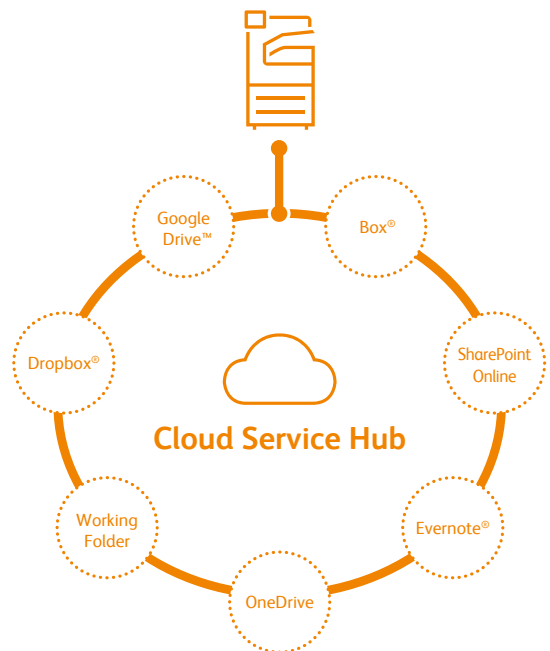 Google
Drive™
Box®
Dropbox®
SharePoint
Online
Cloud Service Hub
Working
Folder
Evernote®
OneDrive